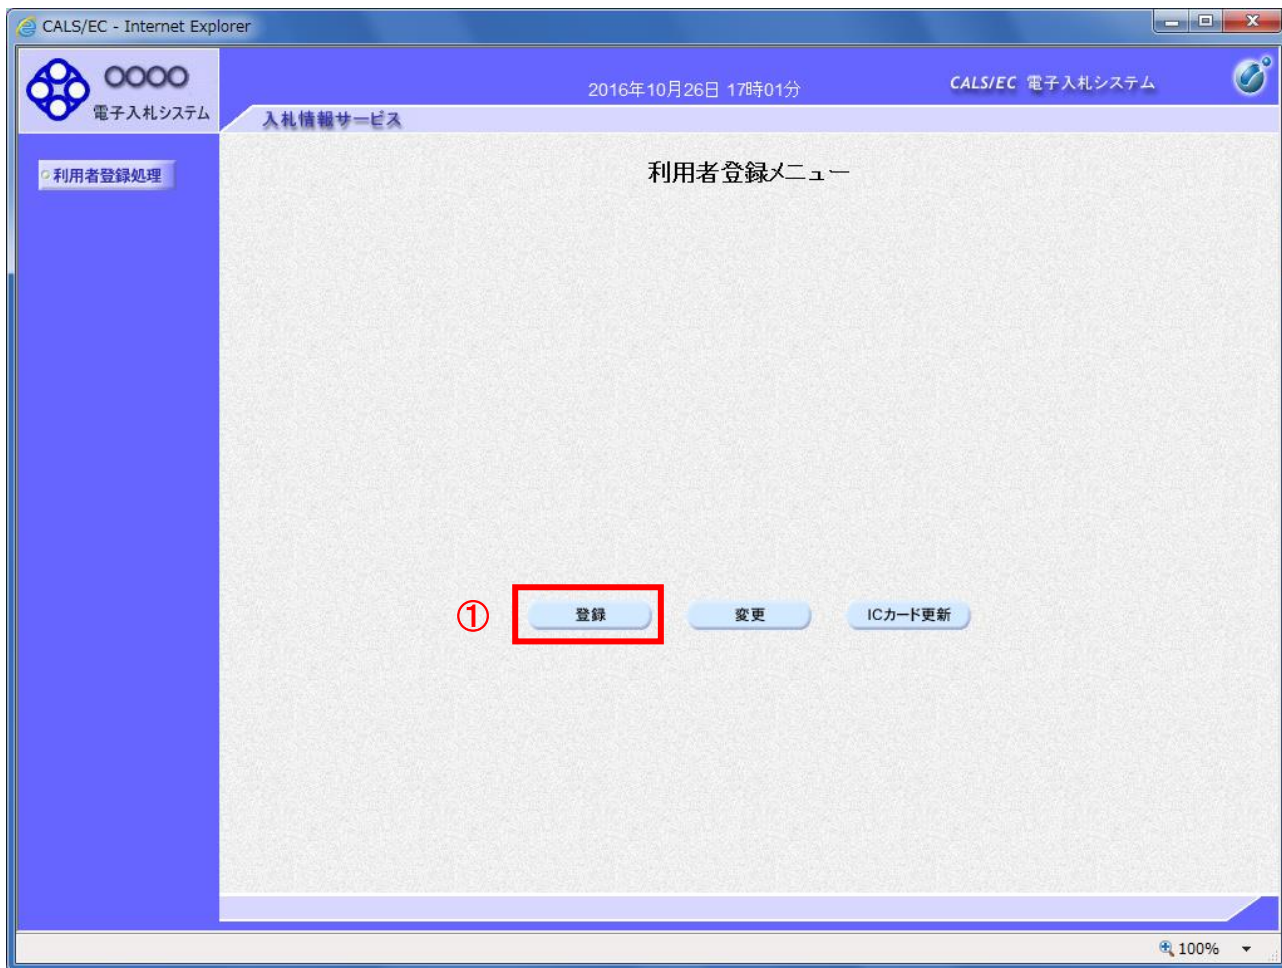 CALS/EC - Internet Explorer
○○○○
電子入札システム
2016年10月26日 17時01分
CALS/EC 電子入札システム
入札情報サービス
利用者登録処理
利用者登録メニュー
①
登録
変更
ICカード更新
100%